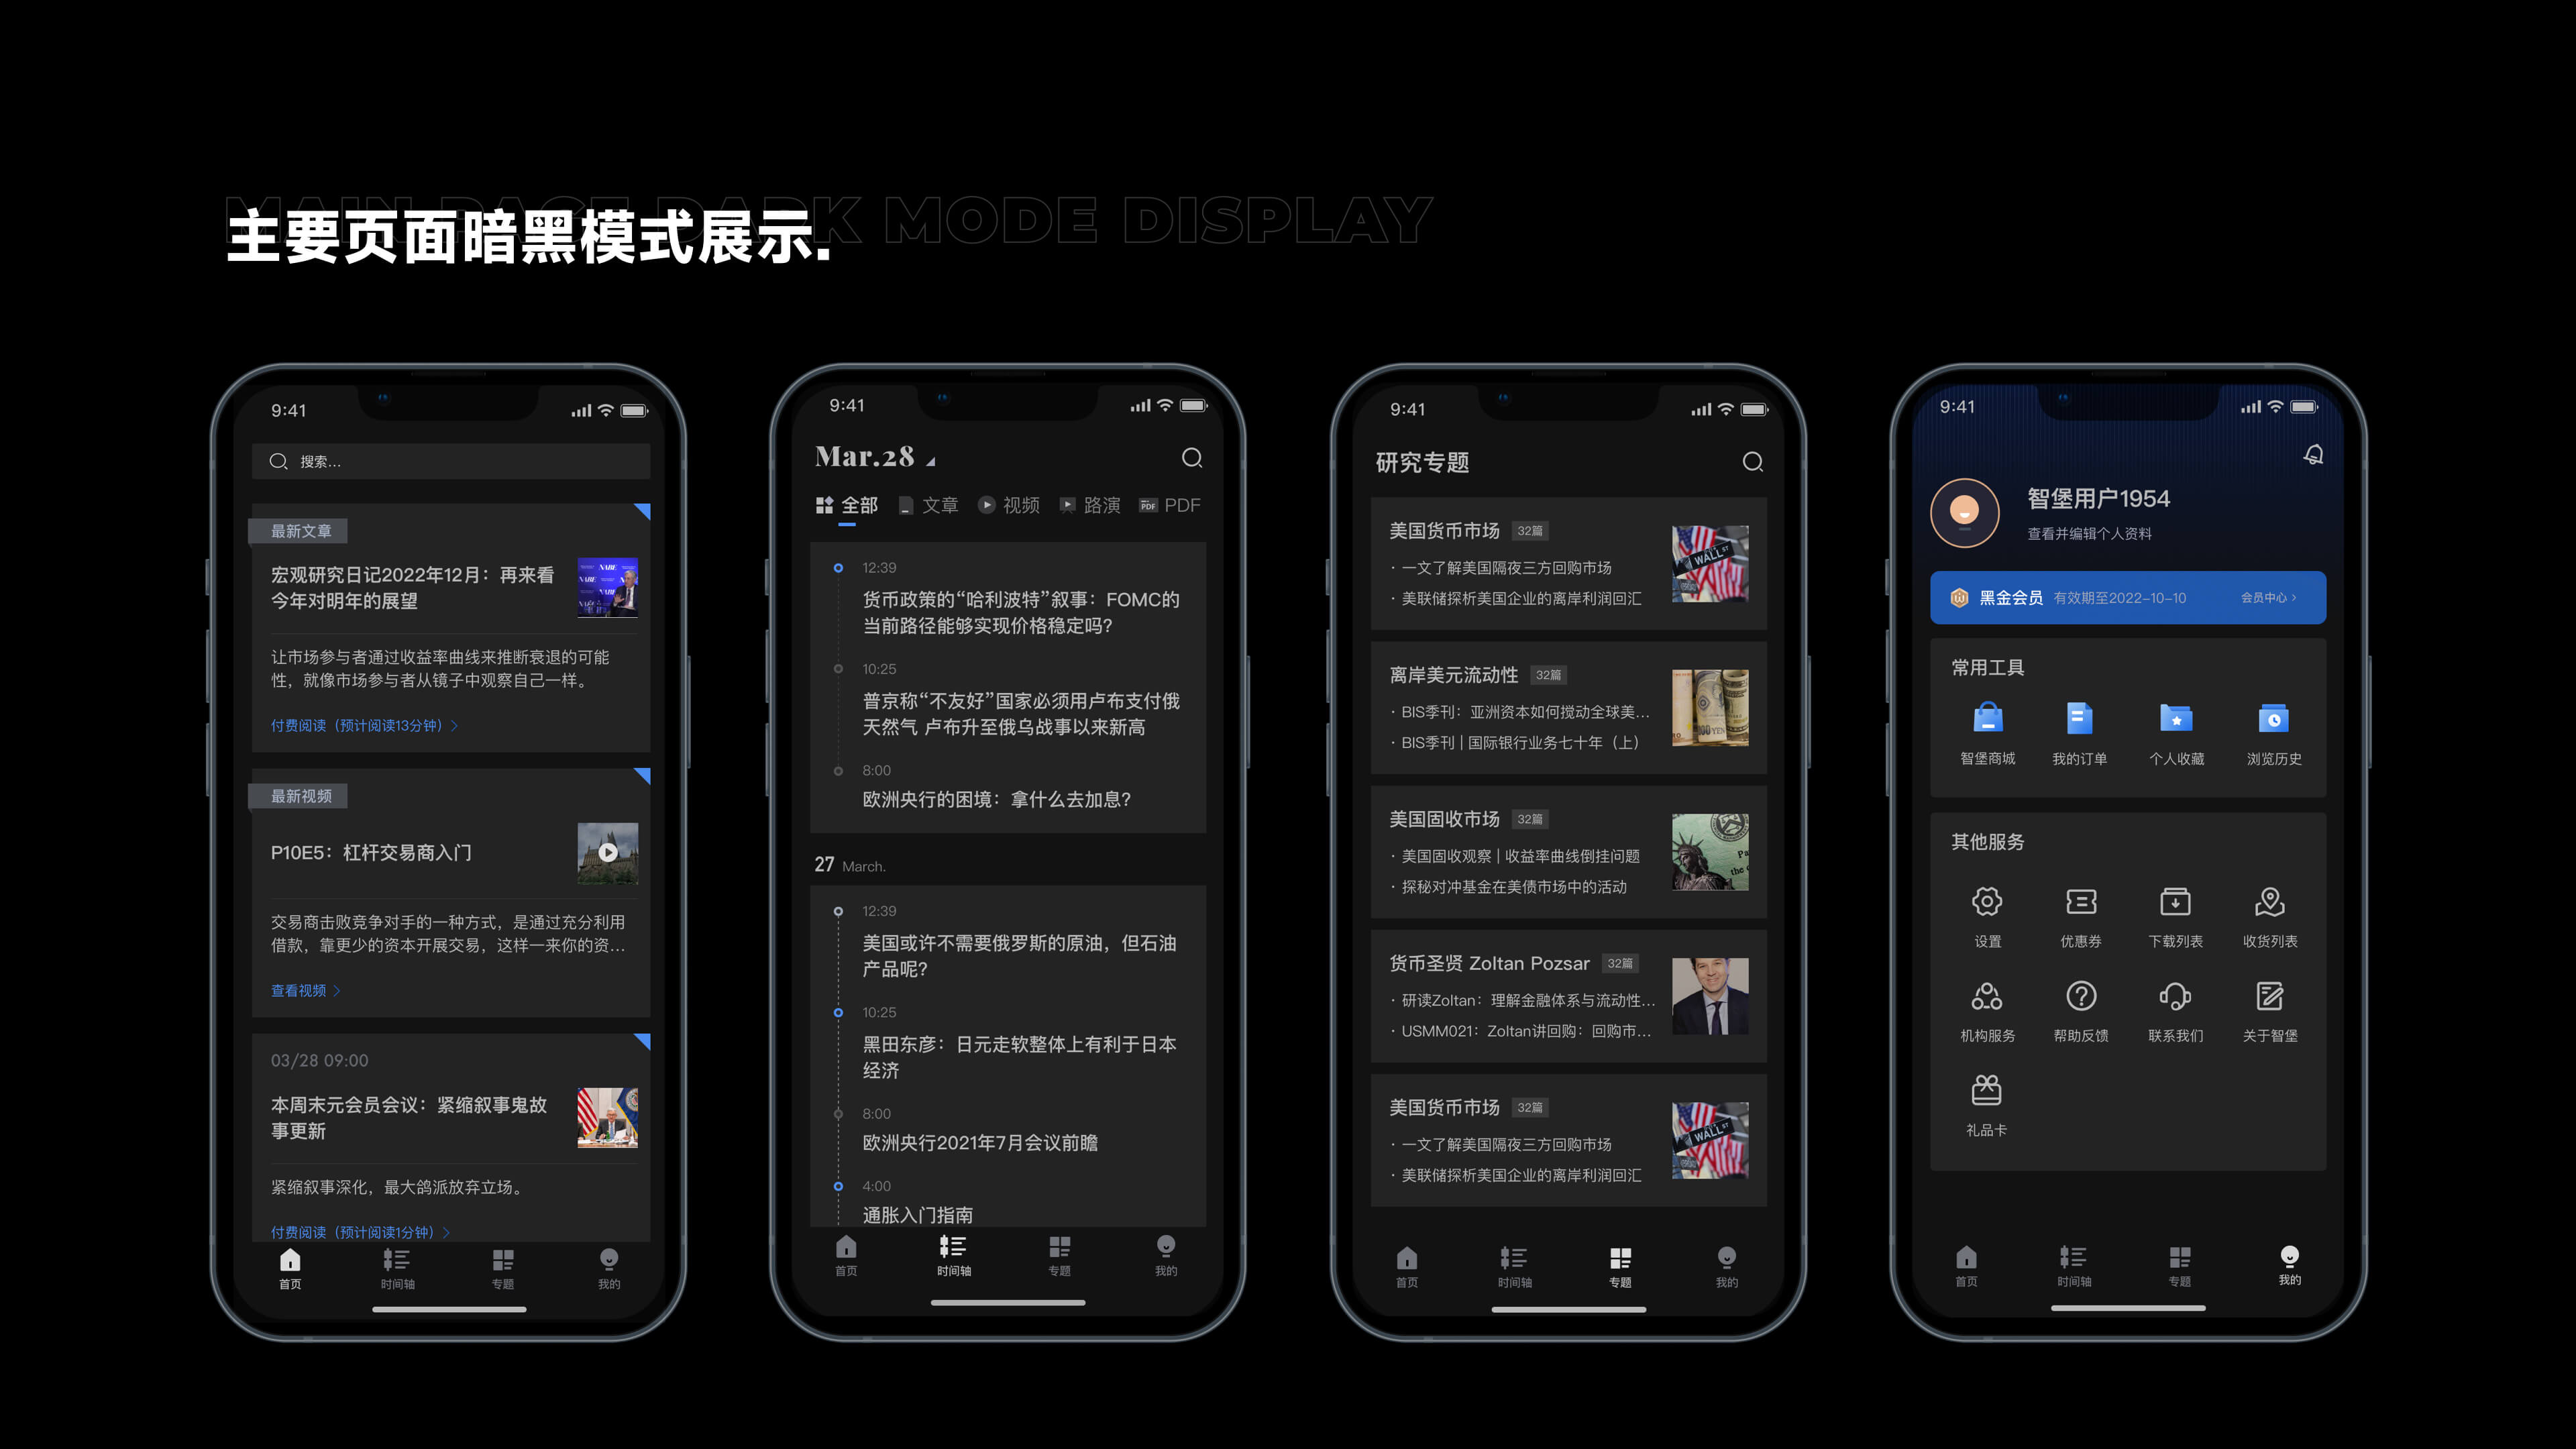 MAIN PAGE DARK MODE DISPLAY
主要页面暗黑模式展示.
9:41
搜索...
最新文章
宏观研究日记2022年12月：再来看
今年对明年的展望
让市场参与者通过收益率曲线来推断衰退的可能
性，就像市场参与者从镜子中观察自己一样。
付费阅读（预计阅读13分钟）
最新视频
P10E5：杠杆交易商入门
交易商击败竞争对手的一种方式，是通过充分利用
借款，靠更少的资本开展交易，这样一来你的资...
查看视频
03/28 09:00
本周末元会员会议：紧缩叙事鬼故
事更新
紧缩叙事深化，最大鸽派放弃立场。
付费阅读（预计阅读1分钟）
首页 时间轴 专题 我的
9:41
Mar.28
全部 文章 视频 路演 PDF PDF
12:39
货币政策的“哈利波特”叙事：FOMC的
当前路径能够实现价格稳定吗？
10:25
普京称“不友好”国家必须用卢布支付俄
天然气 卢布升至俄乌战事以来新高
8:00
欧洲央行的困境：拿什么去加息？
27 March.
12:39
美国或许不需要俄罗斯的原油，但石油
产品呢？
10:25
黑田东彦：日元走软整体上有利于日本
经济
8:00
欧洲央行2021年7月会议前瞻
4:00
通胀入门指南
首页 时间轴 专题 我的
9:41
研究专题
美国货币市场 32篇
· 一文了解美国隔夜三方回购市场
· 美联储探析美国企业的离岸利润回汇
WALL ST
离岸美元流动性 32篇
· BIS季刊：亚洲资本如何搅动全球美...
· BIS季刊 | 国际银行业务七十年（上）
美国固收市场 32篇
· 美国固收观察 | 收益率曲线倒挂问题
· 探秘对冲基金在美债市场中的活动
货币圣贤 Zoltan Pozsar 32篇
· 研读Zoltan：理解金融体系与流动性...
· USMM021：Zoltan讲回购：回购市...
美国货币市场 32篇
· 一文了解美国隔夜三方回购市场
· 美联储探析美国企业的离岸利润回汇
WALL ST
首页 时间轴 专题 我的
9:41
智堡用户1954
查看并编辑个人资料
黑金会员 有效期至2022-10-10 会员中心
常用工具
智堡商城 我的订单 个人收藏 浏览历史
其他服务
设置 优惠券 下载列表 收货列表
机构服务 帮助反馈 联系我们 关于智堡
礼品卡
首页 时间轴 专题 我的